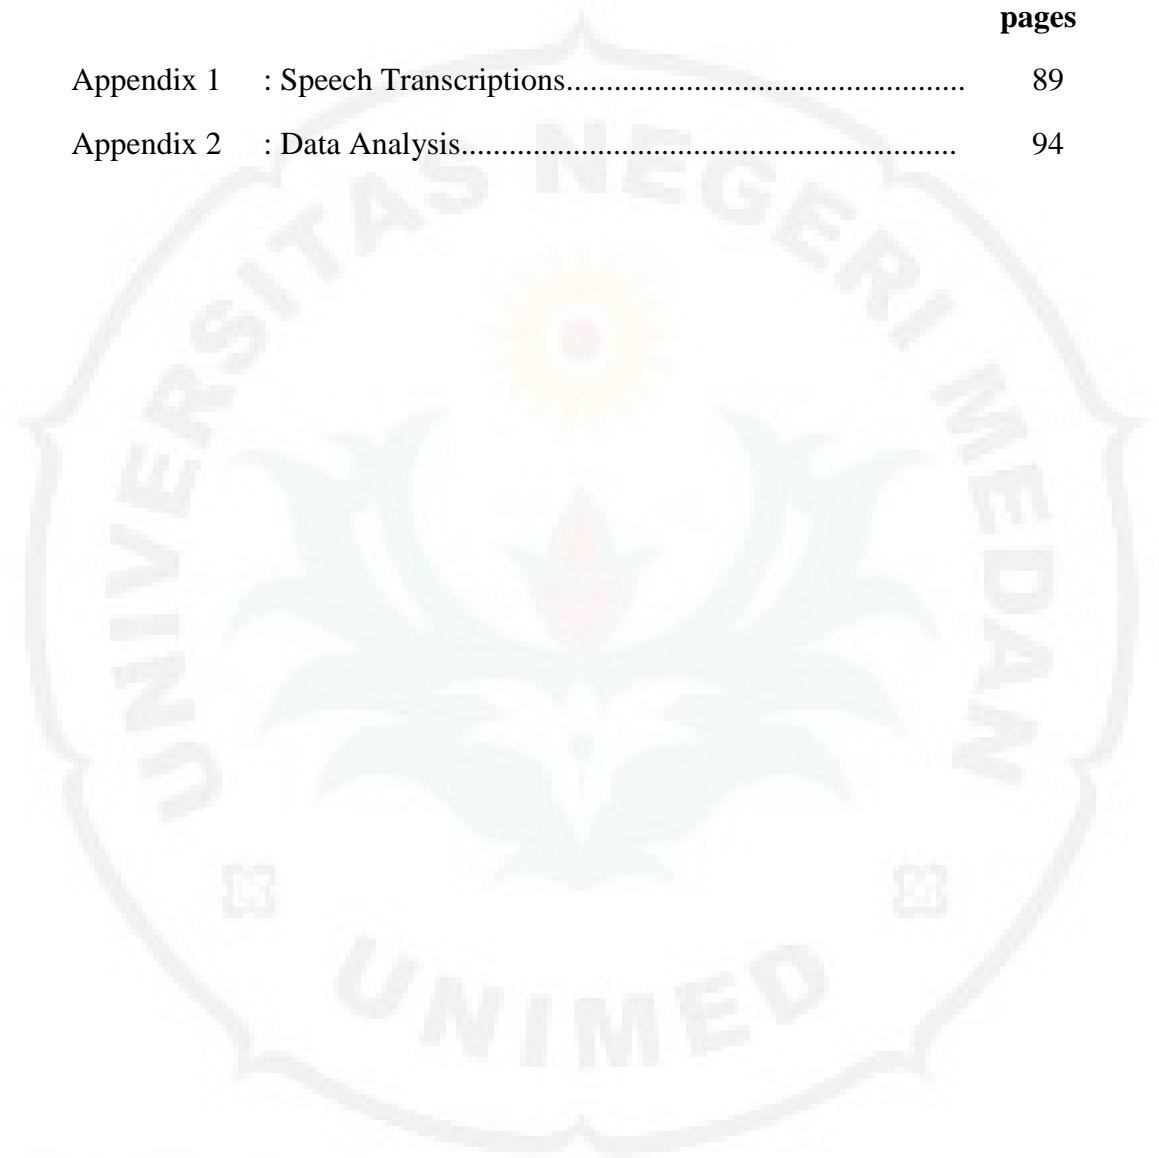 pages
Appendix 1 : Speech Transcriptions................................................. 89
Appendix 2 : Data Analysis............................................................. 94
UNIVERSITAS NEGERI MEDAN
UNIMED